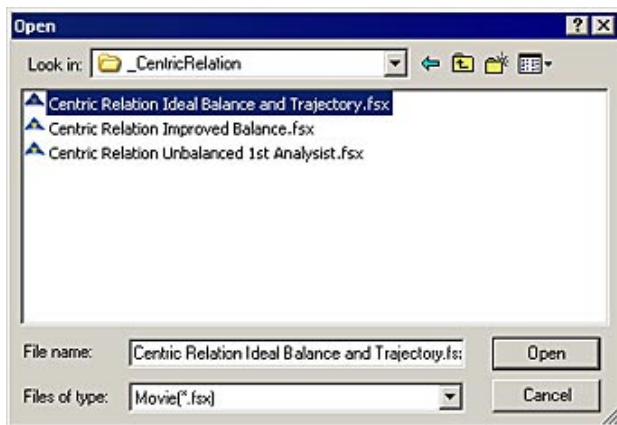 Open
Look in: _CentricRelation
Centric Relation Ideal Balance and Trajectory.fsx
Centric Relation Improved Balance.fsx
Centric Relation Unbalanced 1st Analysist.fsx
File name: Centric Relation Ideal Balance and Trajectory.fs: Open
Files of type: Movie(*.fsx) Cancel